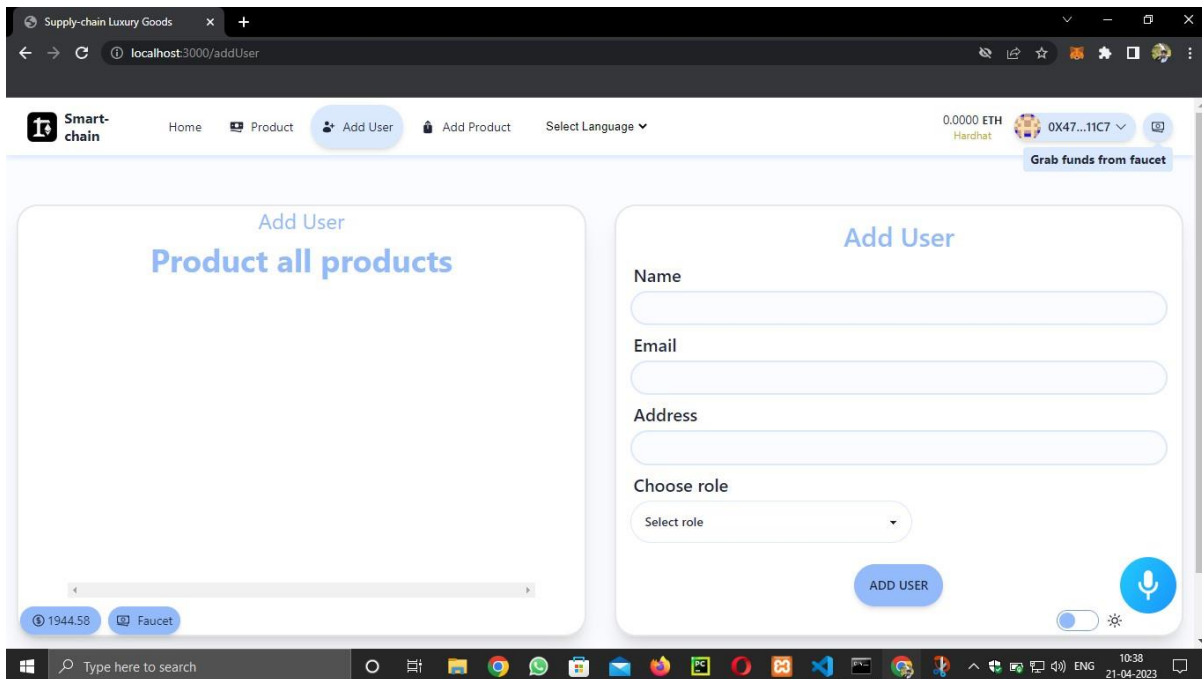 Supply-chain Luxury Goods
localhost:3000/addUser
Smart-
chain
Home
Product
Add User
Add Product
Select Language
0.0000 ETH
Hardhat
0X47...11C7
Grab funds from faucet
Add User
Product all products
1944.58
Faucet
Add User
Name
Email
Address
Choose role
Select role
ADD USER
Type here to search
ENG
10:38
21-04-2023